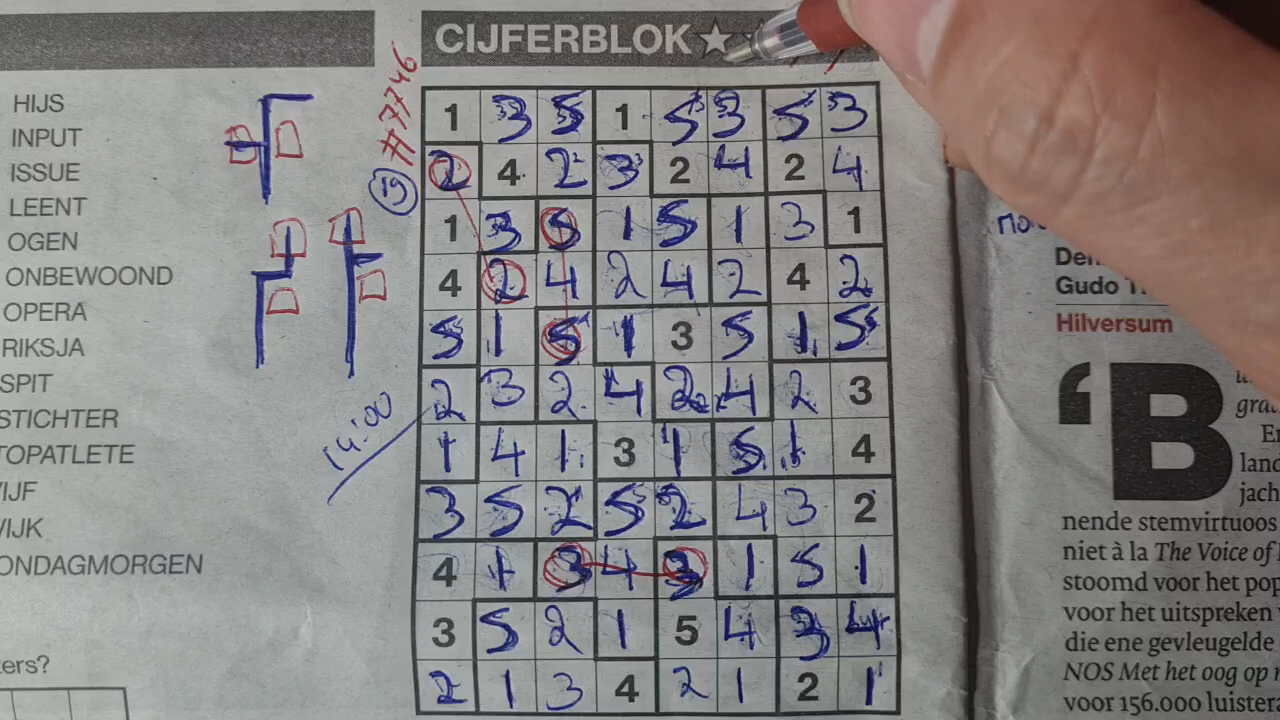 CIJFERBLOK
#7746
19
HIJS
INPUT
ISSUE
LEENT
OGEN
ONBEWOOND
OPERA
RIKSJA
SPIT
STICHTER
TOPATLETE
VIJF
WIJK
ONDAGMORGEN
14:00
1 3 5 1 5 3 5 3
2 4 2 3 2 4 2 4
1 3 5 1 5 1 3 1
4 2 4 2 4 2 4 2
5 1 5 1 3 5 1 5
2 3 2 4 2 4 2 3
1 4 1 3 1 5 1 4
3 5 2 5 2 4 3 2
4 1 3 4 3 1 5 1
3 5 2 1 5 4 3 4
2 1 3 4 2 1 2 1
Gudo
Hilversum
‘B
nende stemvirtuoos
niet à la The Voice of
stoomd voor het pop
voor het uitspreken
die ene gevleugelde
NOS Met het oog op
voor 156.000 luistera